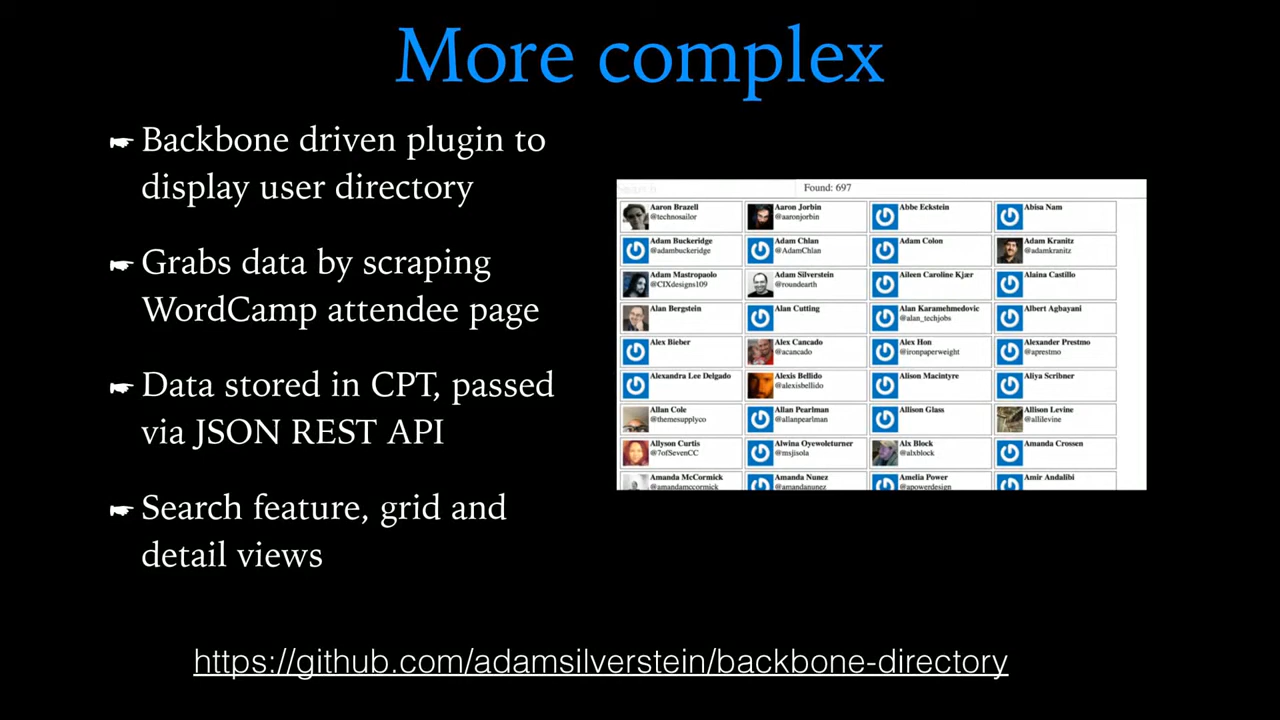 More complex
☛ Backbone driven plugin to
display user directory
☛ Grabs data by scraping
WordCamp attendee page
☛ Data stored in CPT, passed
via JSON REST API
☛ Search feature, grid and
detail views
Search
Found: 697
Aaron Brazell
@technosailor
Aaron Jorbin
@aaronjorbin
Abbe Eckstein
Abisa Nam
Adam Buckeridge
@adambuckeridge
Adam Chlan
@AdamChlan
Adam Colon
Adam Kranitz
@adamkranitz
Adam Mastropaolo
@CIXdesigns109
Adam Silverstein
@roundearth
Aileen Caroline Kjær
Alaina Castillo
Alan Bergstein
Alan Cutting
Alan Karamehmedovic
@alan_techjobs
Albert Agbayani
Alex Bieber
Alex Cancado
@acancado
Alex Hon
@ironpaperweight
Alexander Prestmo
@aprestmo
Alexandra Lee Delgado
Alexis Bellido
@alexisbellido
Alison Macintyre
Aliya Scribner
Allan Cole
@themesupplyco
Allan Pearlman
@allanpearlman
Allison Glass
Allison Levine
@allilevine
Allyson Curtis
@7ofSevenCC
Alwina Oyewoleturner
@msjisola
Alx Block
@alxblock
Amanda Crossen
Amanda McCormick
@amandamccormick
Amanda Nunez
@amandanunez
Amelia Power
@apowerdesign
Amir Andalibi
https://github.com/adamsilverstein/backbone-directory